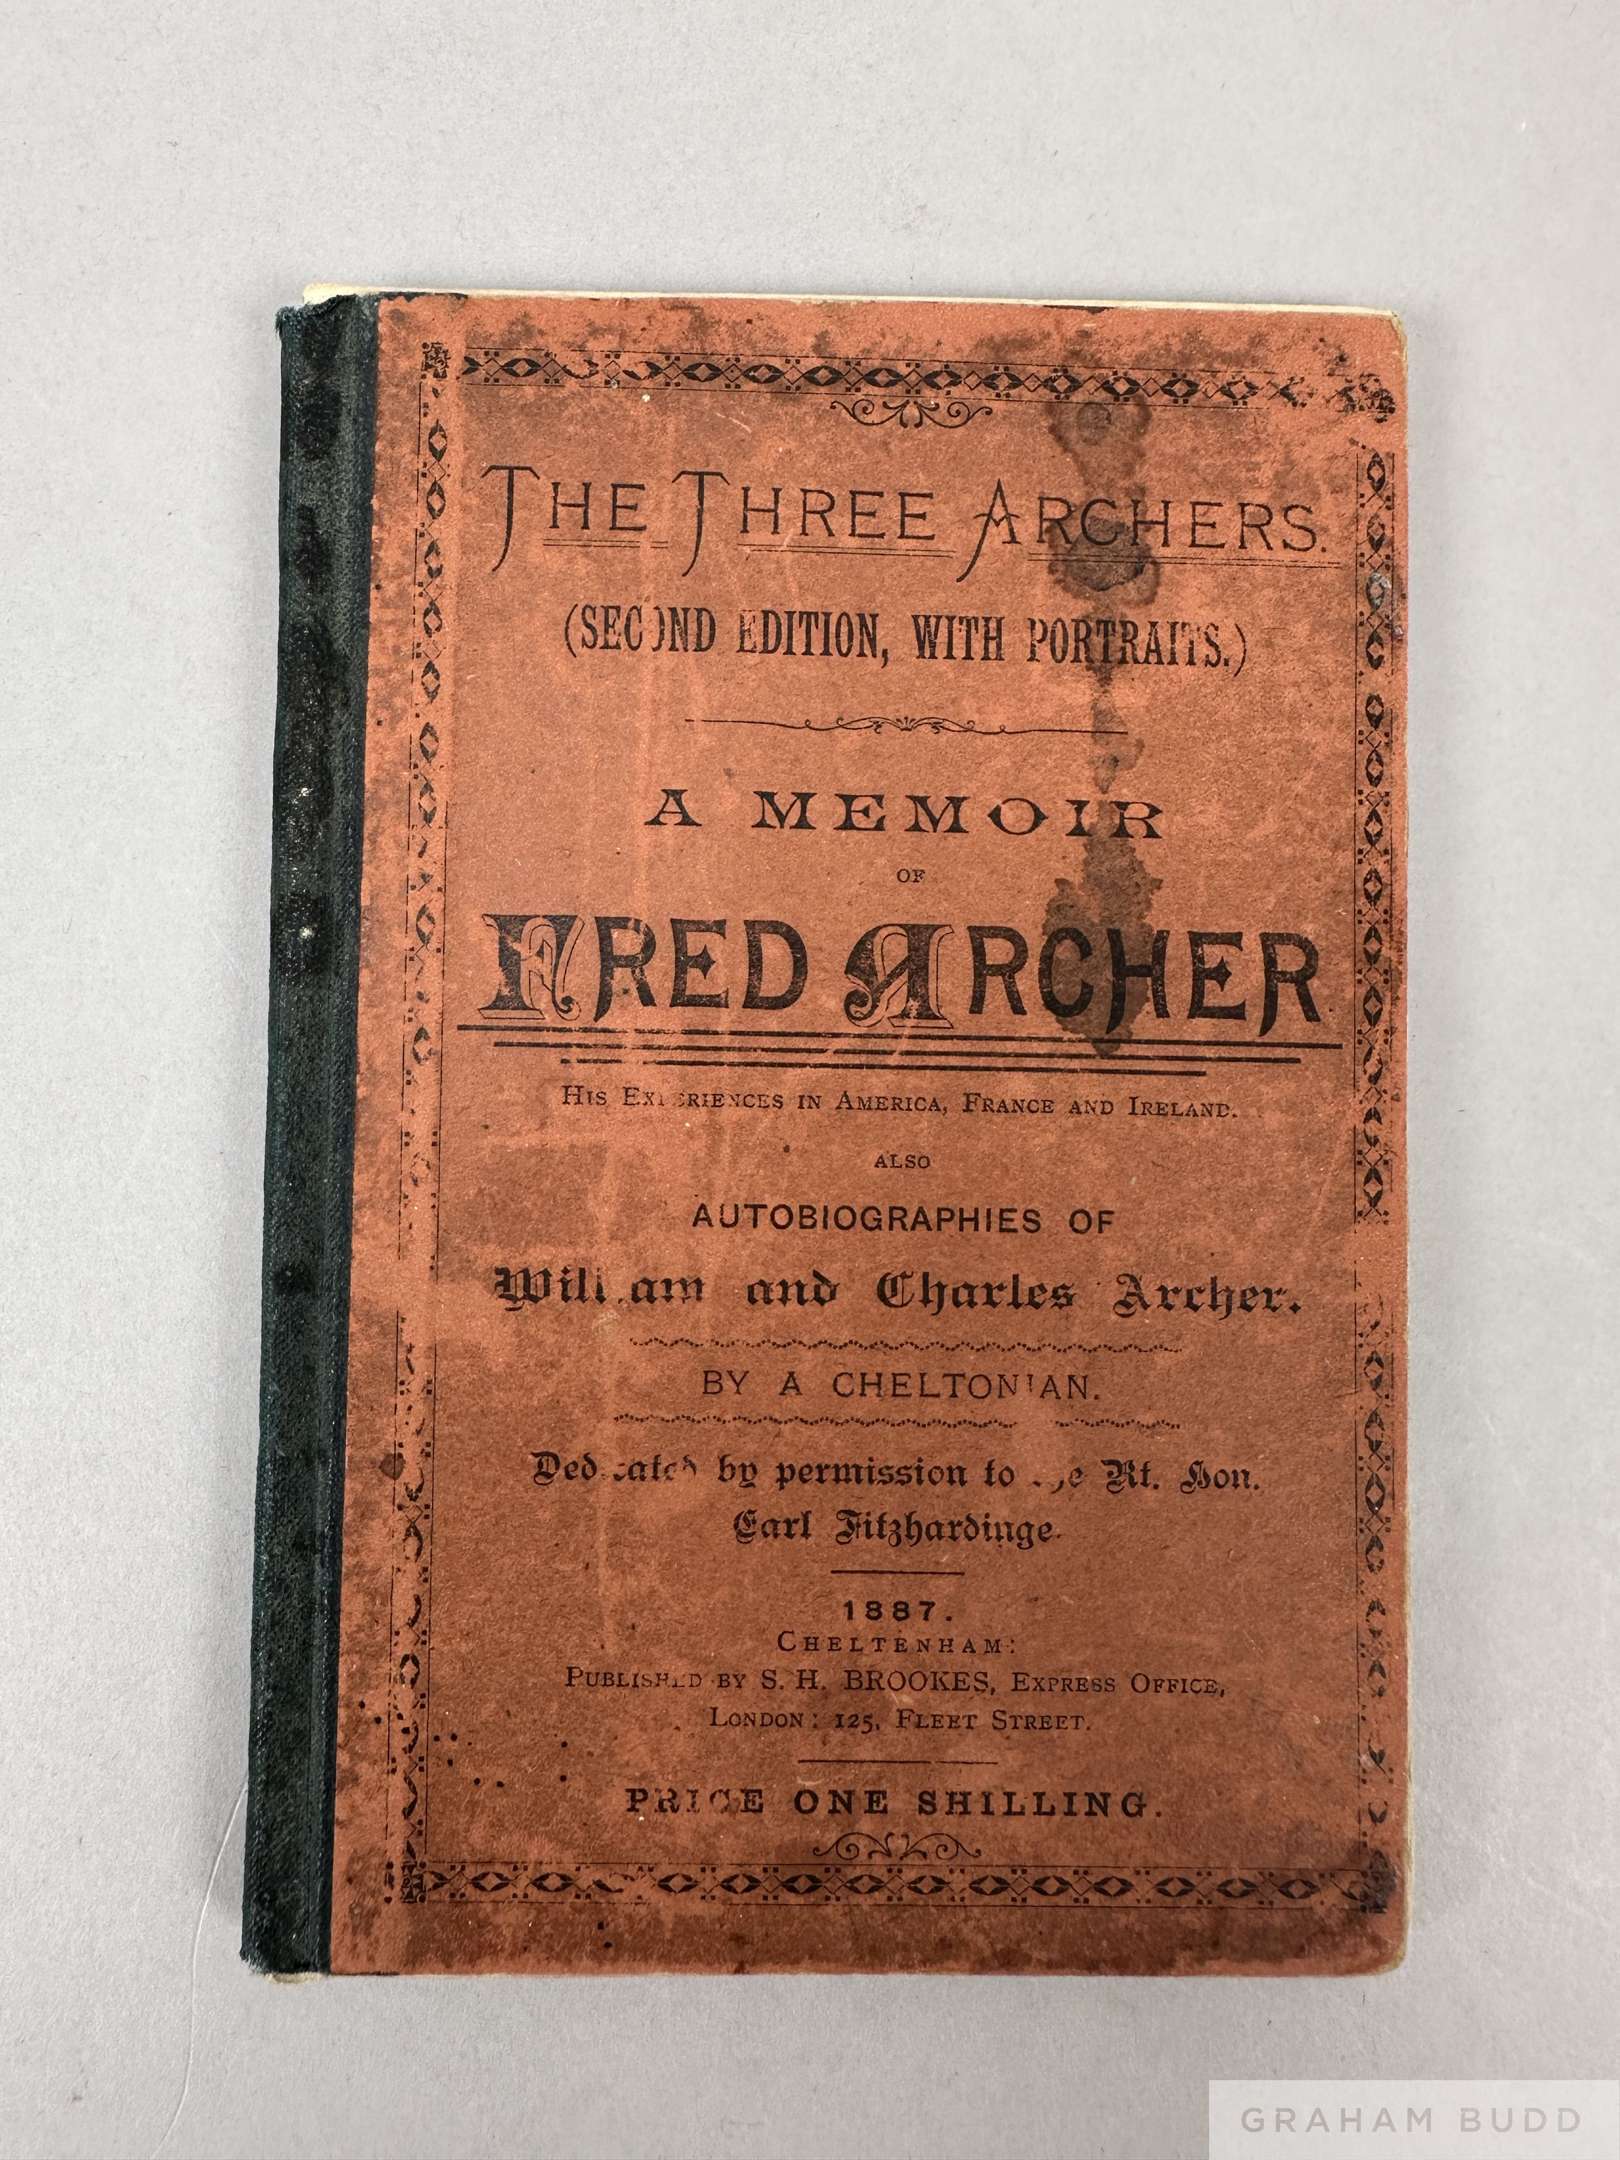 THE THREE ARCHERS.
(SECOND EDITION, WITH PORTRAITS.)
A MEMOIR
OF
FRED ARCHER
HIS EXPERIENCES IN AMERICA, FRANCE AND IRELAND.
ALSO
AUTOBIOGRAPHIES OF
William and Charles Archer.
BY A CHELTONIAN.
Dedicated by permission to the Rt. Hon.
Earl Fitzhardinge.
1887.
CHELTENHAM:
PUBLISHED BY S. H. BROOKES, EXPRESS OFFICE,
LONDON: 125, FLEET STREET.
PRICE ONE SHILLING.
GRAHAM BUDD